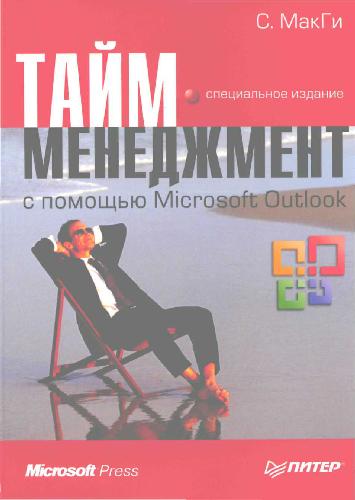 С. МакГи
ТАЙМ
специальное издание
МЕНЕДЖМЕНТ
с помощью Microsoft Outlook
Microsoft Press
ПИТЕР